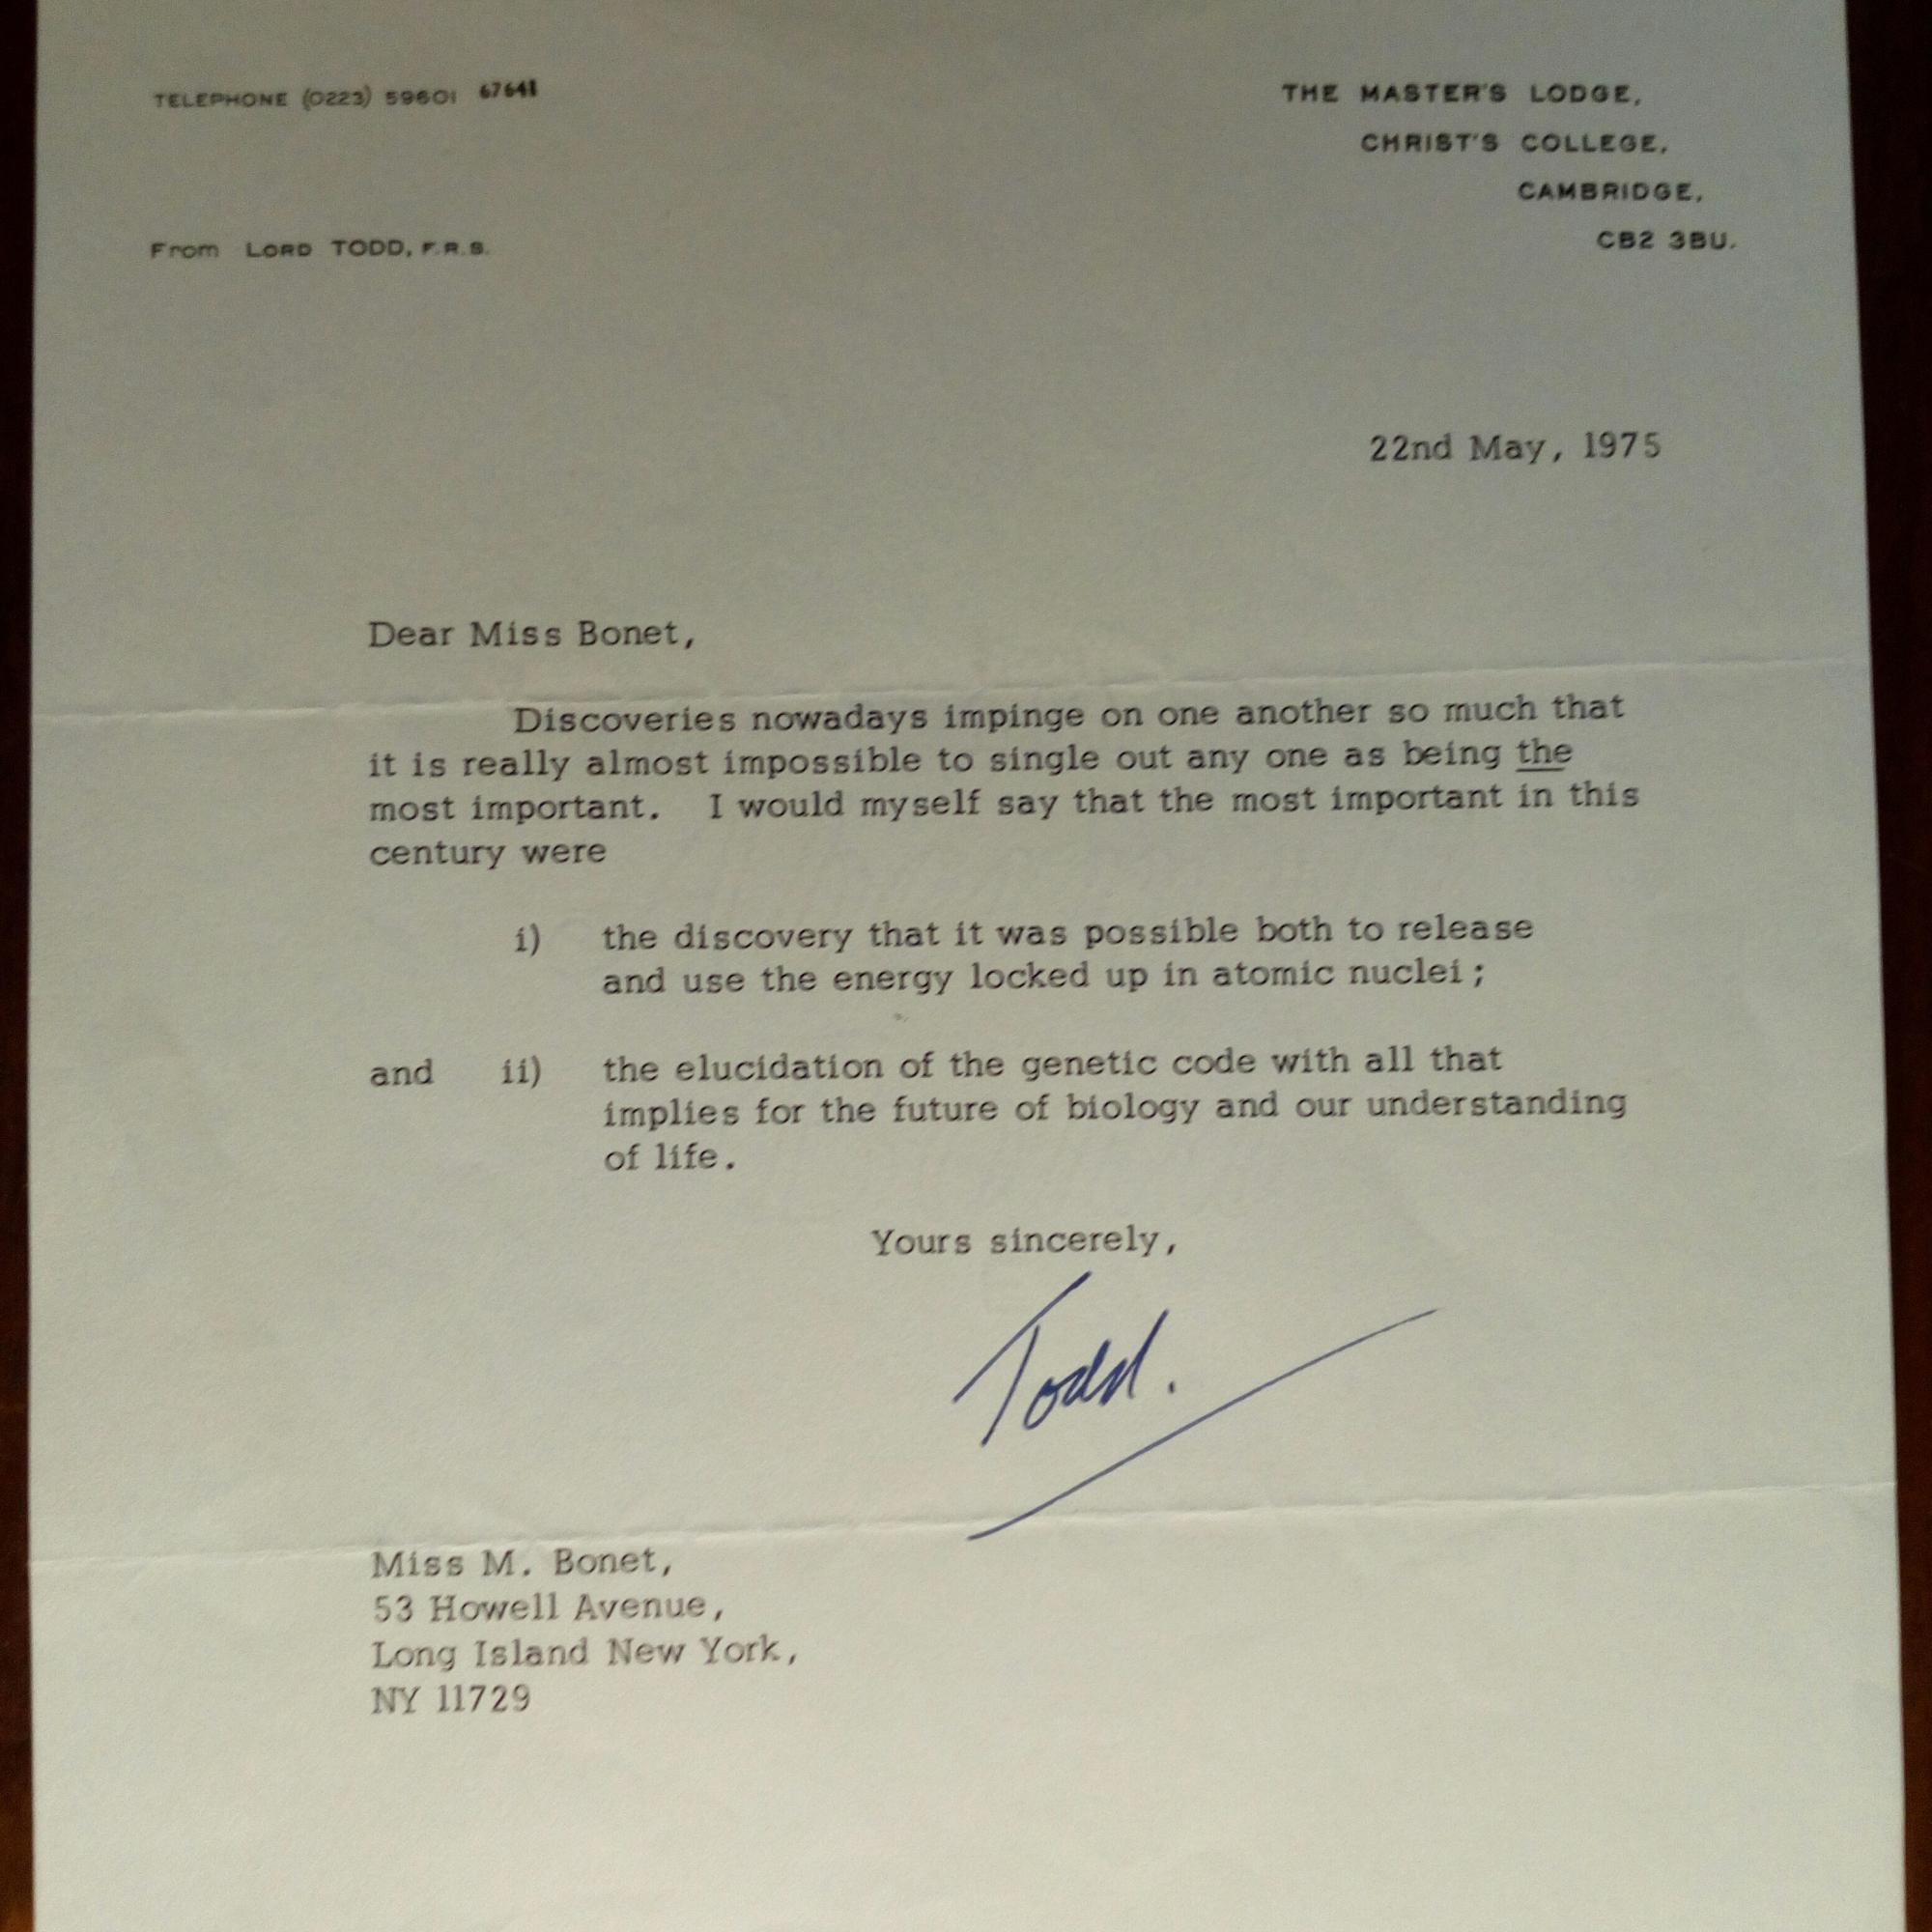 TELEPHONE (0223) 59601 67641
THE MASTER'S LODGE,
CHRIST'S COLLEGE,
CAMBRIDGE,
CB2 3BU.
From LORD TODD, F.R.S.
22nd May, 1975
Dear Miss Bonet,
Discoveries nowadays impinge on one another so much that
it is really almost impossible to single out any one as being the
most important. I would myself say that the most important in this
century were
i) the discovery that it was possible both to release
and use the energy locked up in atomic nuclei;
and ii) the elucidation of the genetic code with all that
implies for the future of biology and our understanding
of life.
Yours sincerely,
Todd.
Miss M. Bonet,
53 Howell Avenue,
Long Island New York,
NY 11729